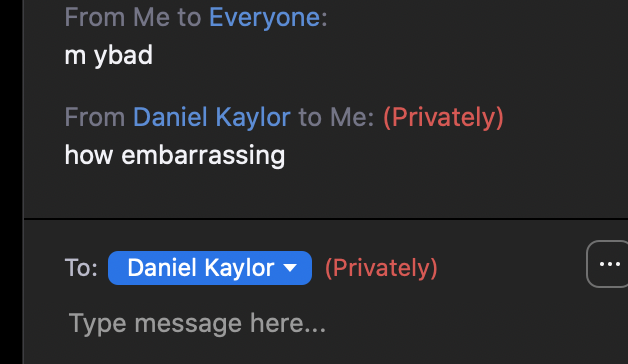 From Me to Everyone:
m ybad
From Daniel Kaylor to Me: (Privately)
how embarrassing
To: Daniel Kaylor (Privately)
Type message here...